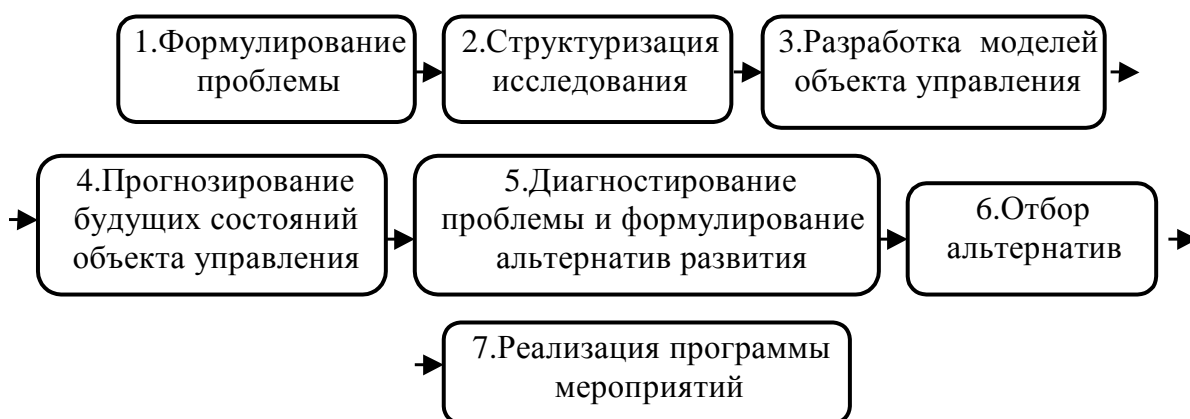 1.Формулирование
проблемы
2.Структуризация
исследования
3.Разработка моделей
объекта управления
4.Прогнозирование
будущих состояний
объекта управления
5.Диагностирование
проблемы и формулирование
альтернатив развития
6.Отбор
альтернатив
7.Реализация программы
мероприятий